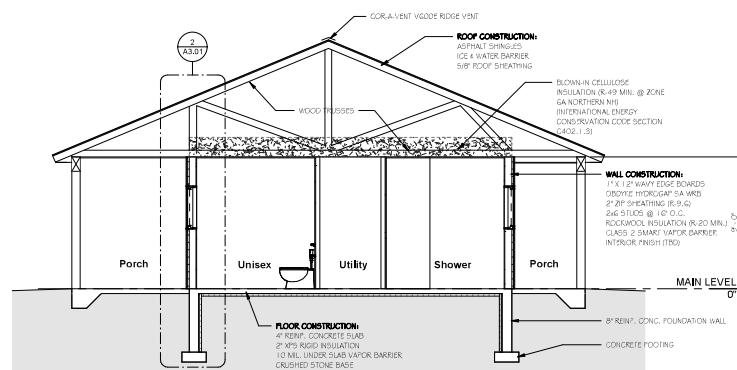 COR-A-VENT V600E RIDGE VENT
2
A3.01
ROOF CONSTRUCTION:
ASPHALT SHINGLES
ICE & WATER BARRIER
5/8" ROOF SHEATHING
BLOWN-IN CELLULOSE
INSULATION (R-49 MIN. @ ZONE
6A NORTHERN NH)
(INTERNATIONAL ENERGY
CONSERVATION CODE SECTION
C402.1.3)
WOOD TRUSSES
WALL CONSTRUCTION:
1" X 12" WAVY EDGE BOARDS
OBDYKE HYDROGAP SA WRB
2" ZIP SHEATHING (R-9.6)
2x6 STUDS @ 16" O.C.
ROCKWOOL INSULATION (R-20 MIN.)
CLASS 2 SMART VAPOR BARRIER
INTERIOR FINISH (TBD)
9'-0"
Porch
Unisex
Utility
Shower
Porch
MAIN LEVEL
0"
FLOOR CONSTRUCTION:
4" REINF. CONCRETE SLAB
2" XPS RIGID INSULATION
10 MIL. UNDER SLAB VAPOR BARRIER
CRUSHED STONE BASE
8" REINF. CONC. FOUNDATION WALL
CONCRETE FOOTING